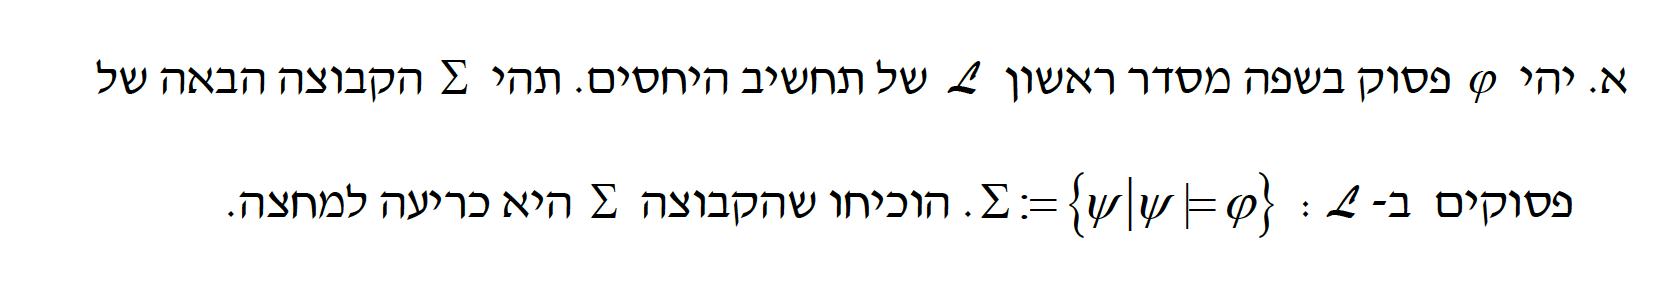 א. יהי φ פסוק בשפה מסדר ראשון ℒ של תחשיב היחסים. תהי Σ הקבוצה הבאה של
פסוקים ב- ℒ : Σ:={ψ|ψ⊨φ}. הוכיחו שהקבוצה Σ היא כריעה למחצה.